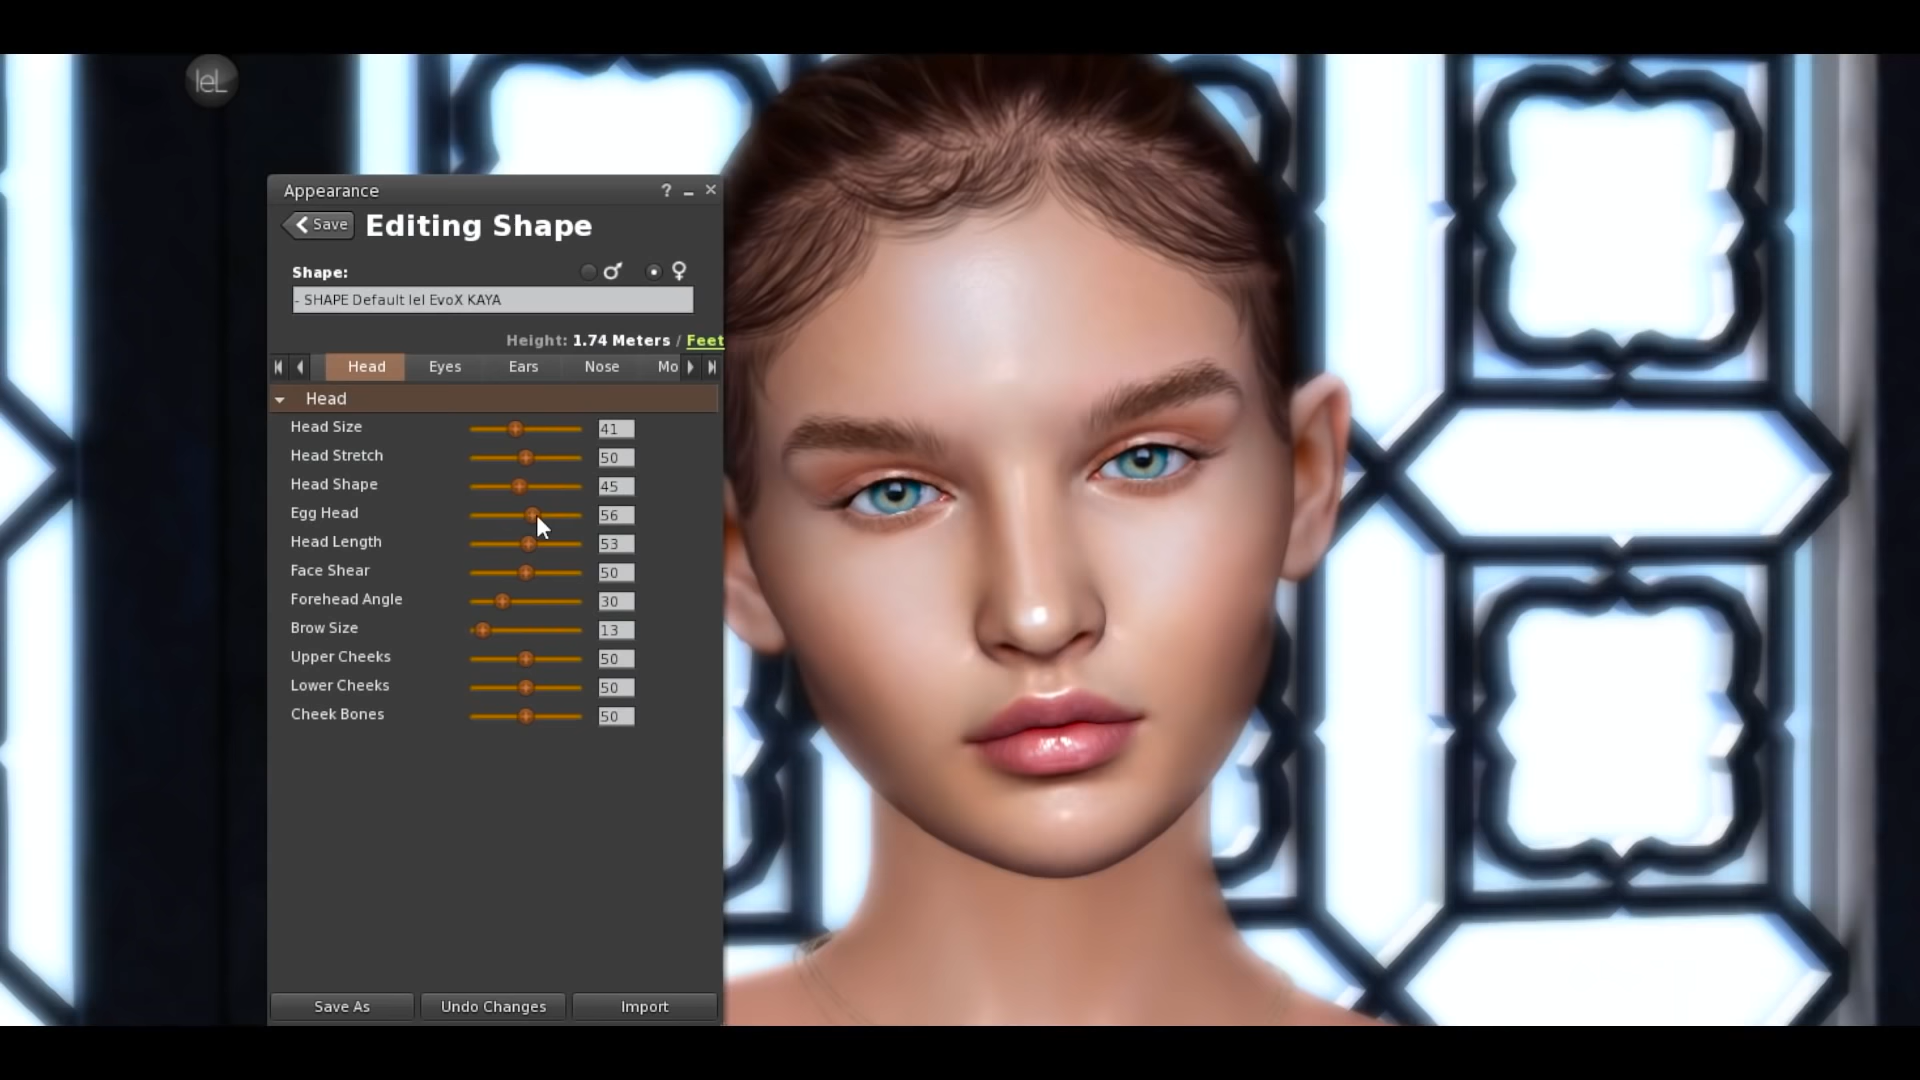 leL
Appearance ? _ ×
Save
Editing Shape
Shape: ♂ ♀
- SHAPE Default lel EvoX KAYA
Height: 1.74 Meters / Feet
Head Eyes Ears Nose Mo
Head
Head Size 41
Head Stretch 50
Head Shape 45
Egg Head 56
Head Length 53
Face Shear 50
Forehead Angle 30
Brow Size 13
Upper Cheeks 50
Lower Cheeks 50
Cheek Bones 50
Save As Undo Changes Import